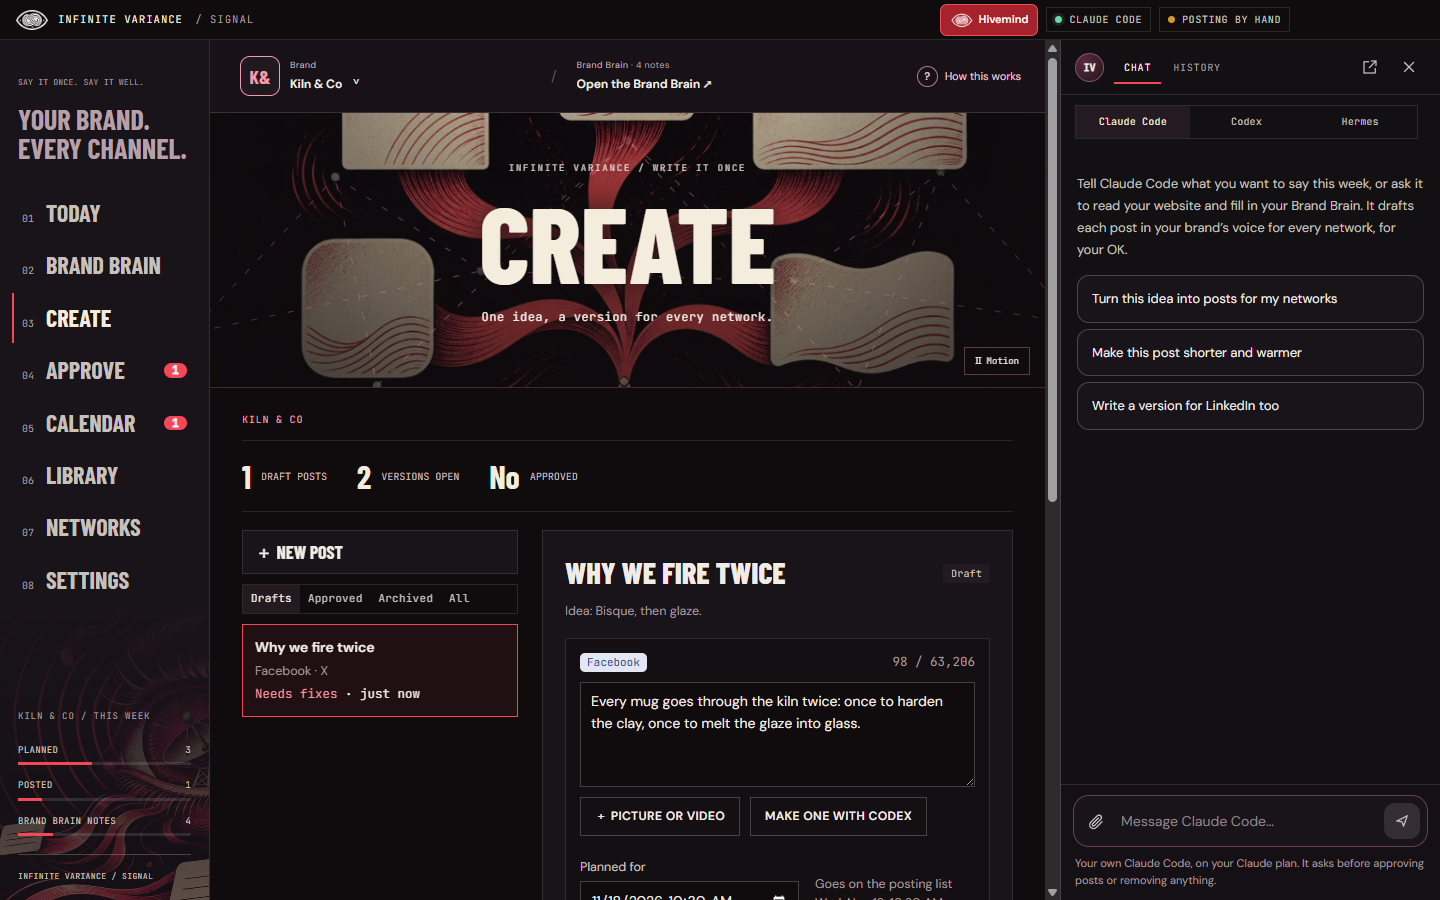 INFINITE VARIANCE / SIGNAL
Hivemind
CLAUDE CODE
POSTING BY HAND
SAY IT ONCE. SAY IT WELL.
YOUR BRAND.
EVERY CHANNEL.
01 TODAY
02 BRAND BRAIN
03 CREATE
04 APPROVE 1
05 CALENDAR 1
06 LIBRARY
07 NETWORKS
08 SETTINGS
KILN & CO / THIS WEEK
PLANNED 3
POSTED 1
BRAND BRAIN NOTES 4
INFINITE VARIANCE / SIGNAL
K&
Brand
Kiln & Co
/
Brand Brain · 4 notes
Open the Brand Brain ↗
? How this works
INFINITE VARIANCE / WRITE IT ONCE
CREATE
One idea, a version for every network.
Motion
KILN & CO
1 DRAFT POSTS
2 VERSIONS OPEN
No APPROVED
+ NEW POST
Drafts Approved Archived All
Why we fire twice
Facebook · X
Needs fixes · just now
WHY WE FIRE TWICE
Draft
Idea: Bisque, then glaze.
Facebook
98 / 63,206
Every mug goes through the kiln twice: once to harden
the clay, once to melt the glaze into glass.
+ PICTURE OR VIDEO
MAKE ONE WITH CODEX
Planned for
Goes on the posting list
IV
CHAT
HISTORY
Claude Code
Codex
Hermes
Tell Claude Code what you want to say this week, or ask it
to read your website and fill in your Brand Brain. It drafts
each post in your brand's voice for every network, for
your OK.
Turn this idea into posts for my networks
Make this post shorter and warmer
Write a version for LinkedIn too
Message Claude Code...
Your own Claude Code, on your Claude plan. It asks before approving
posts or removing anything.